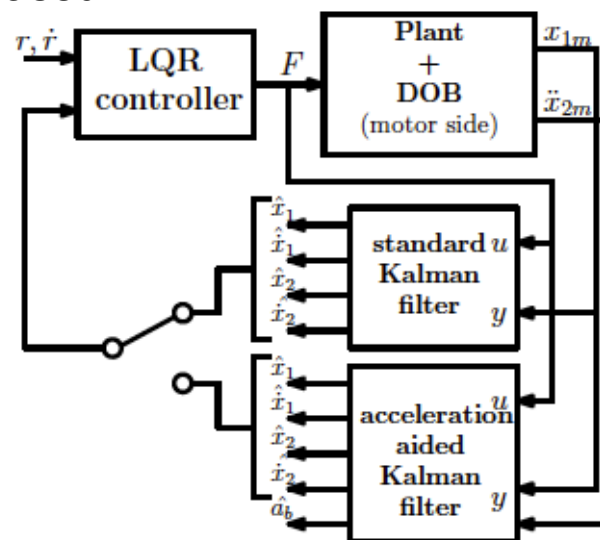 r, ṙ
LQR
controller
F
Plant
+
DOB
(motor side)
x₁ₘ
ẍ₂ₘ
x̂₁
ẋ̂₁
x̂₂
ẋ̂₂
standard
Kalman
filter
u
y
x̂₁
ẋ̂₁
x̂₂
ẋ̂₂
â_b
acceleration
aided
Kalman
filter
u
y